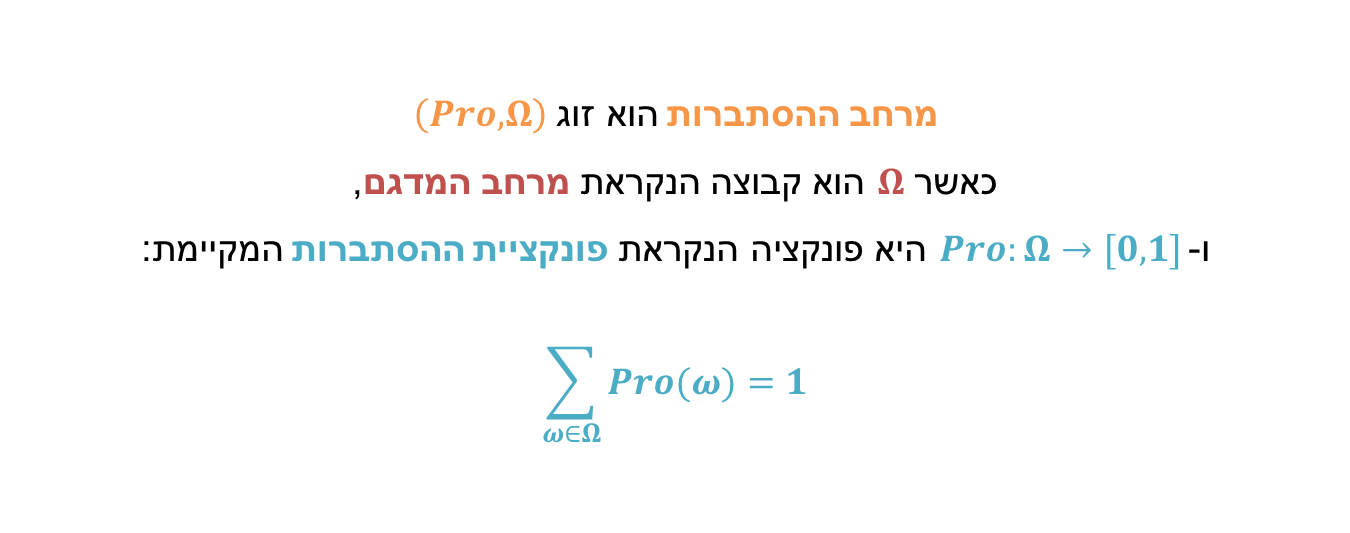 מרחב ההסתברות הוא זוג (Pro,Ω)
כאשר Ω הוא קבוצה הנקראת מרחב המדגם,
ו- Pro: Ω → [0,1] היא פונקציה הנקראת פונקציית ההסתברות המקיימת:
∑ Pro(ω) = 1
ω∈Ω